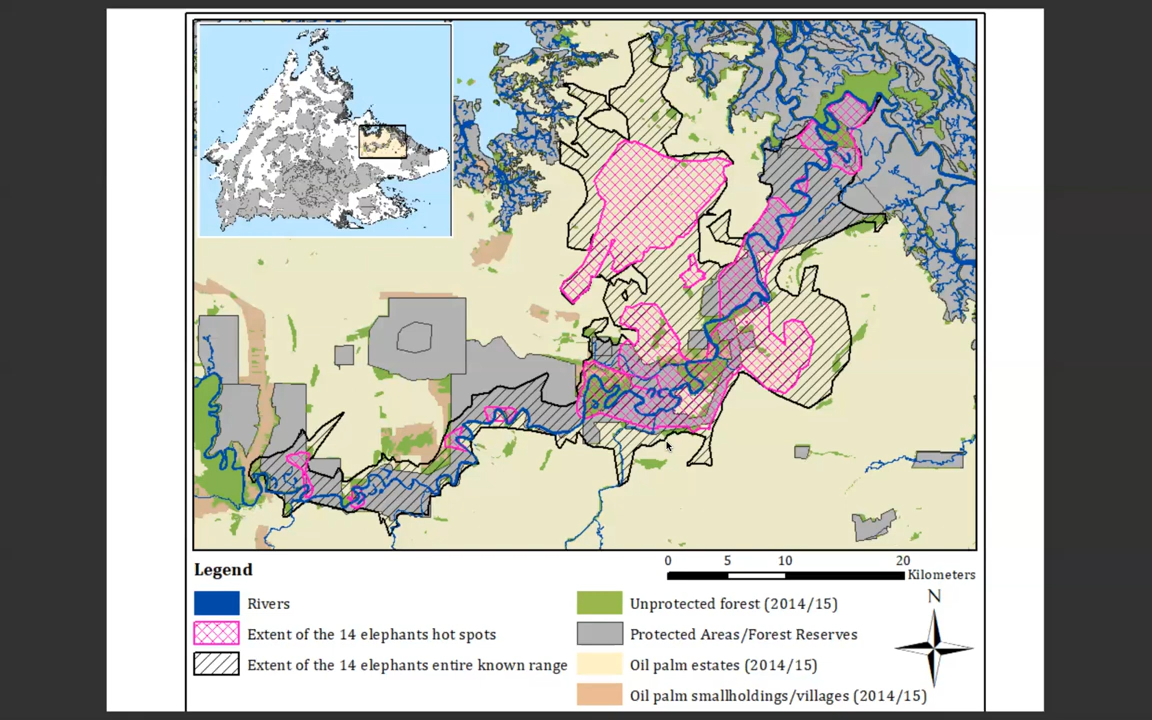 Legend
0 5 10 20
Kilometers
Rivers
Extent of the 14 elephants hot spots
Extent of the 14 elephants entire known range
Unprotected forest (2014/15)
Protected Areas/Forest Reserves
Oil palm estates (2014/15)
Oil palm smallholdings/villages (2014/15)
N